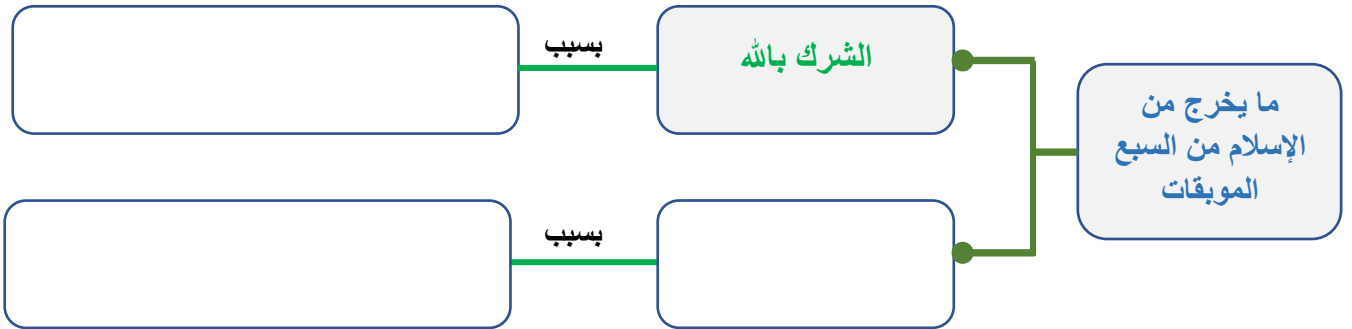 ما يخرج من
الإسلام من السبع
الموبقات
الشرك بالله
بسبب
بسبب